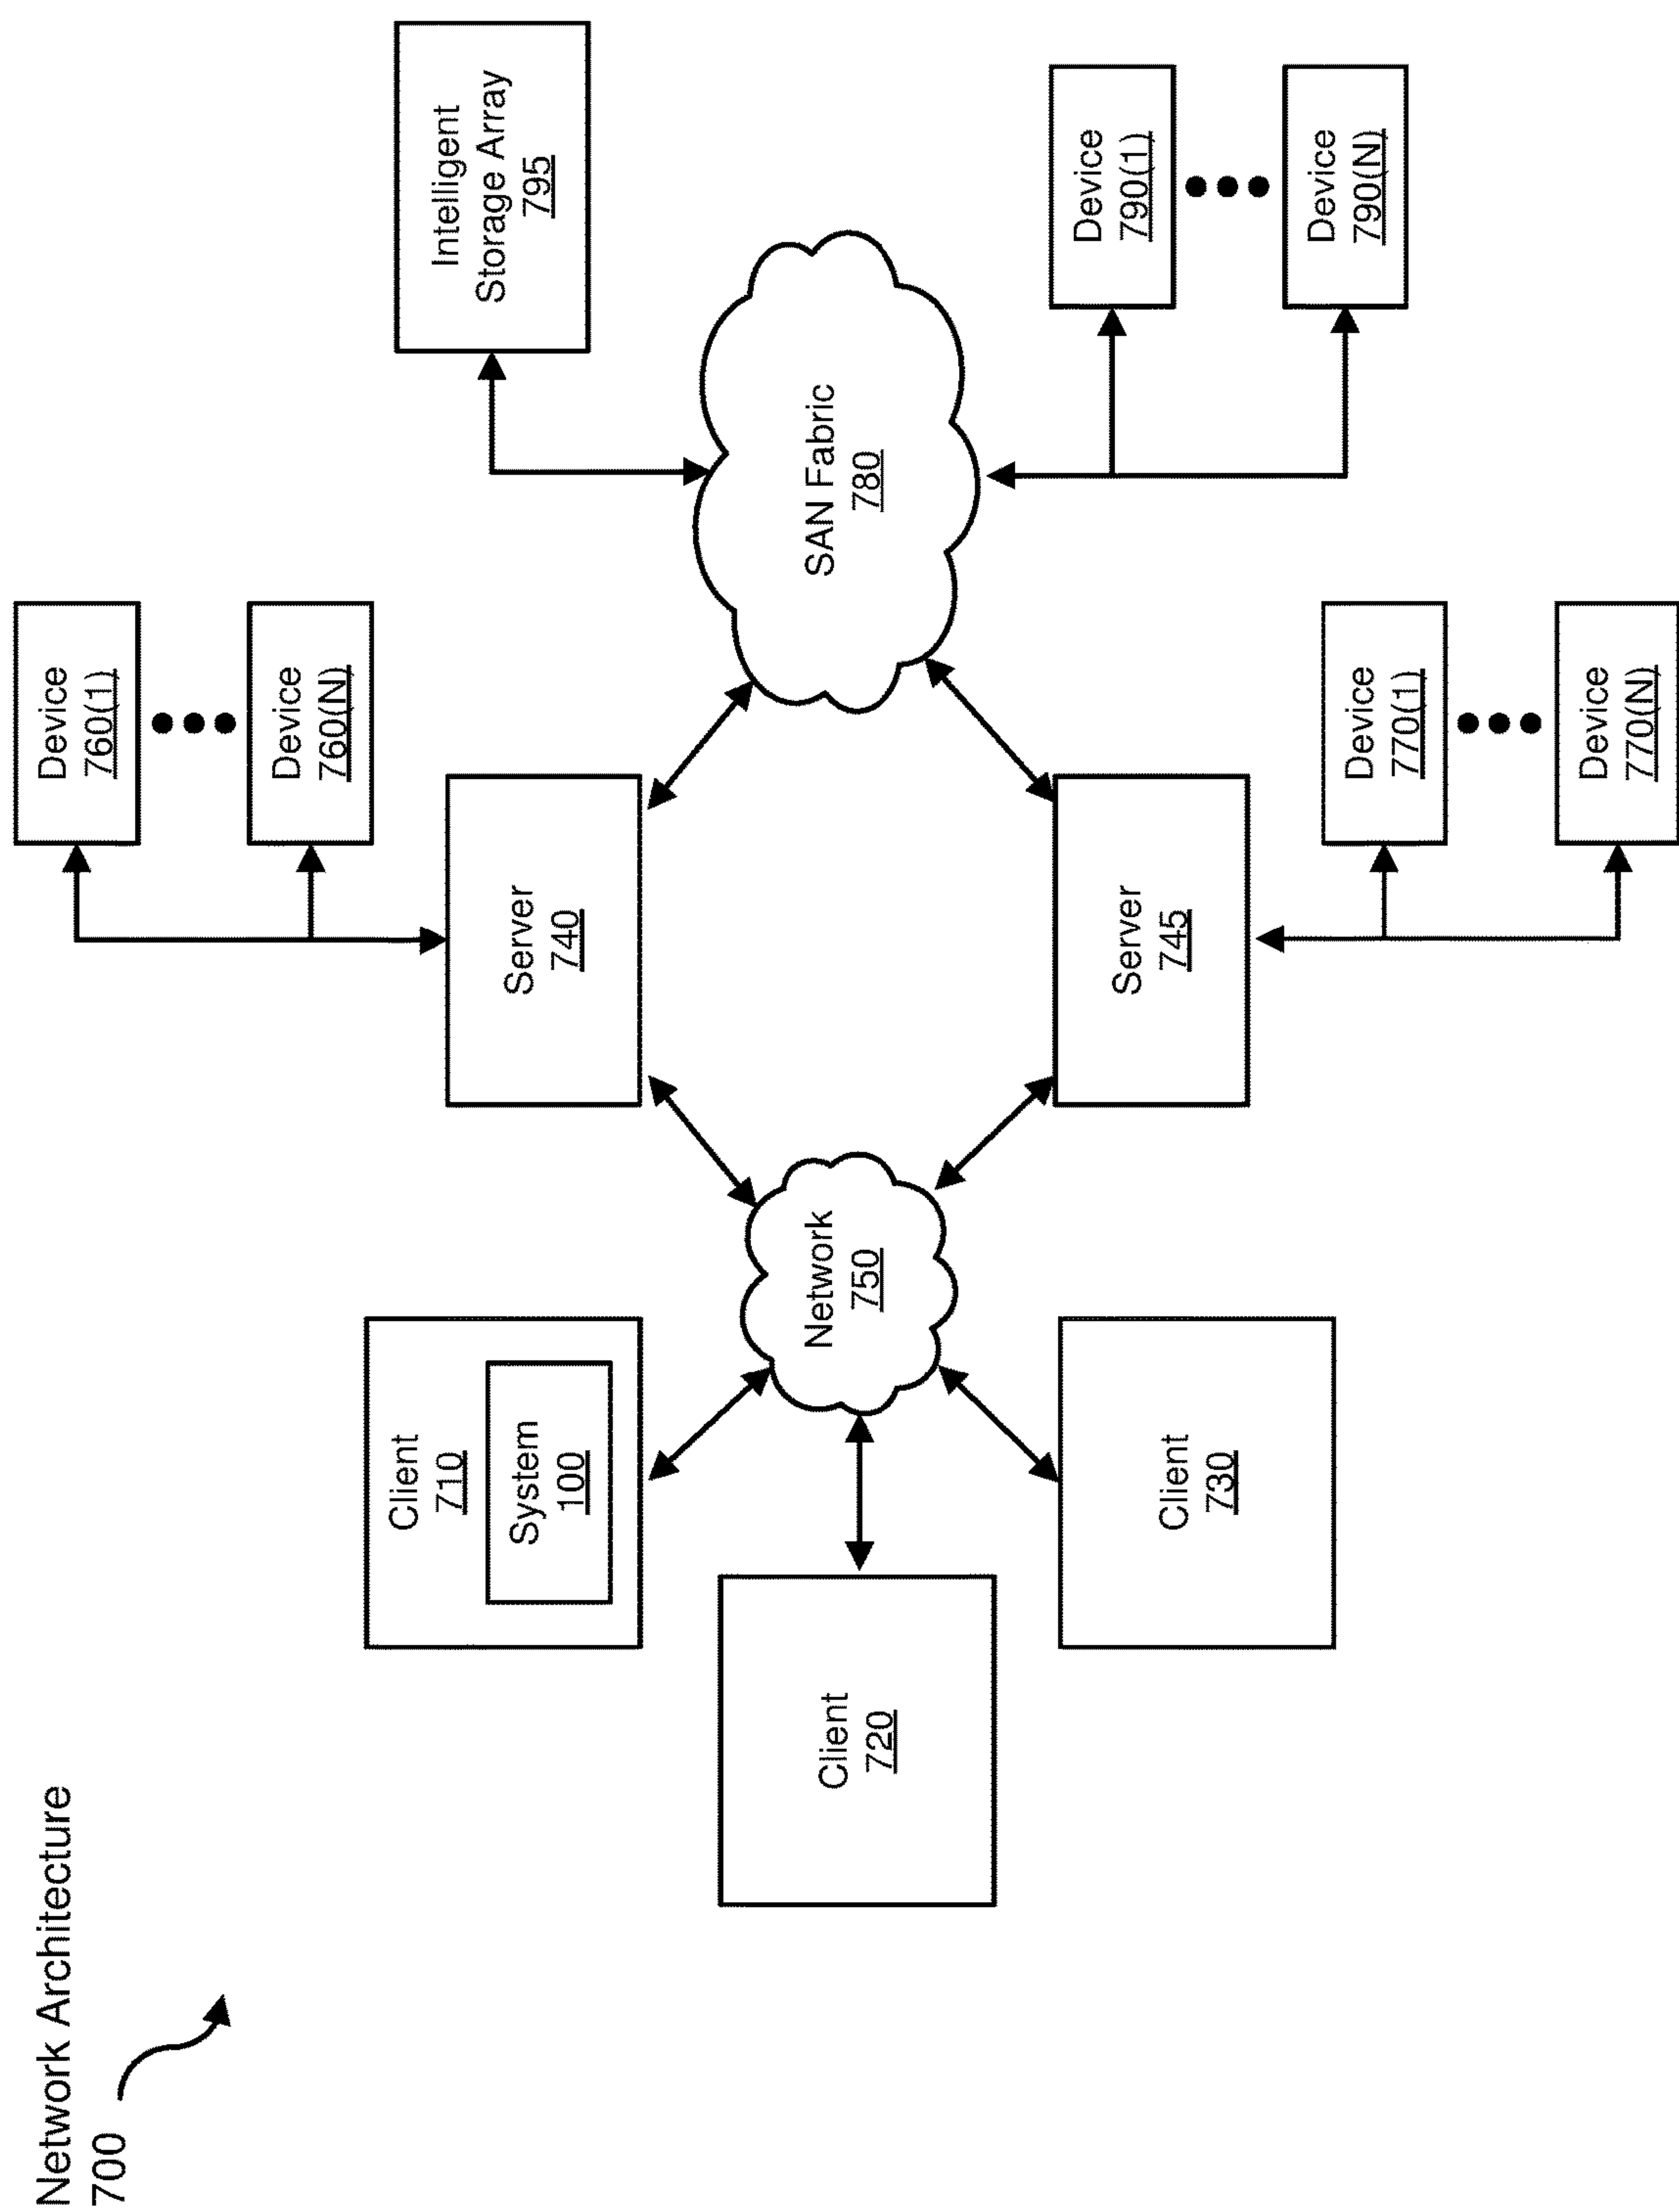 Network Architecture
700
Client
710
System
100
Client
720
Client
730
Network
750
Server
740
Server
745
Device
760(1)
Device
760(N)
Device
770(1)
Device
770(N)
SAN Fabric
780
Intelligent
Storage Array
795
Device
790(1)
Device
790(N)